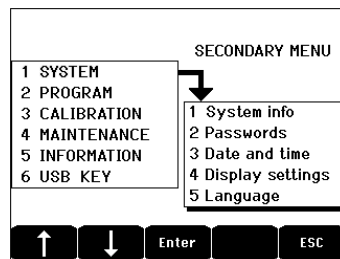 SECONDARY MENU
1 SYSTEM
2 PROGRAM
3 CALIBRATION
4 MAINTENANCE
5 INFORMATION
6 USB KEY
1 System info
2 Passwords
3 Date and time
4 Display settings
5 Language
↑ ↓ Enter ESC